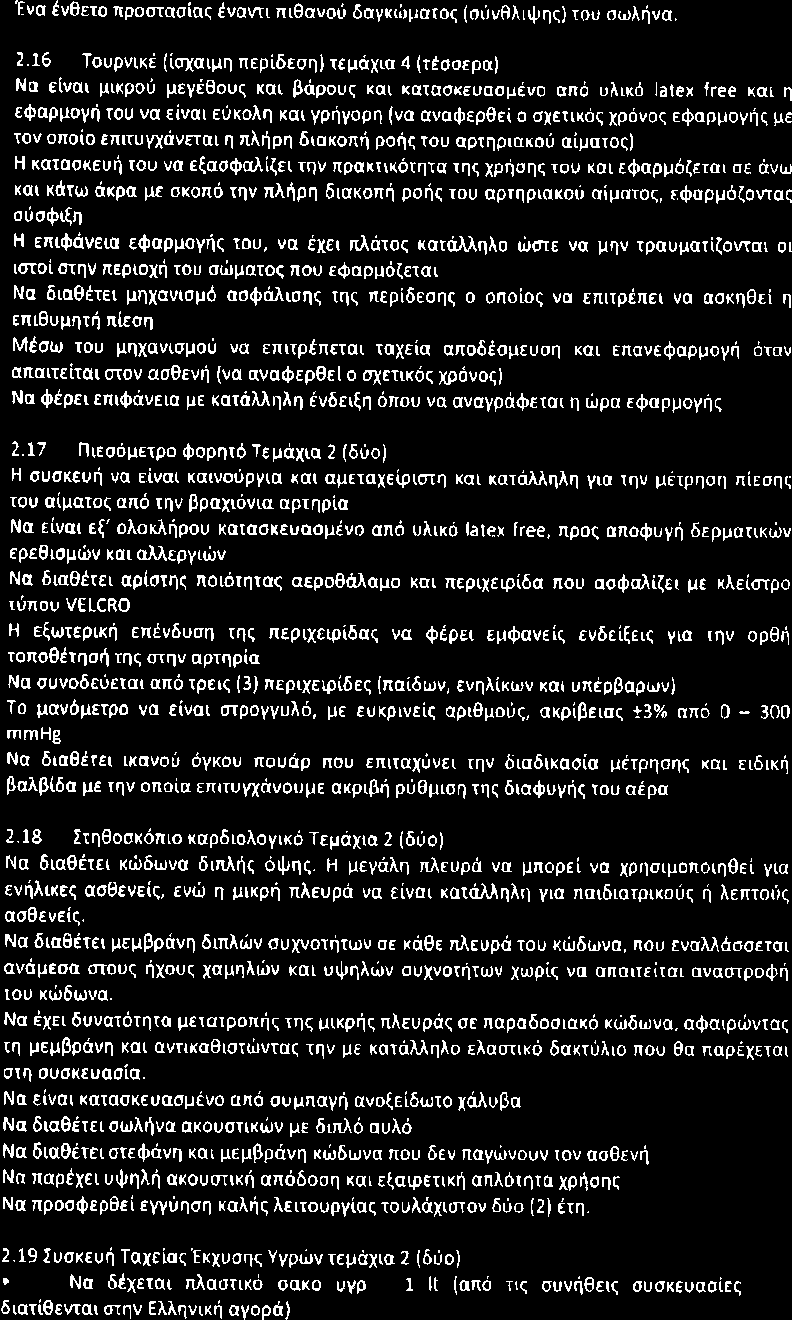 Ένα ένθετο προστασίας έναντι πιθανού δαγκώματος (σύνθλιψης) του σωλήνα.
2.16 Τουρνικέ (ίσχαιμη περίδεση) τεμάχια 4 (τέσσερα)
Να είναι μικρού μεγέθους και βάρους και κατασκευασμένο από υλικό latex free και η
εφαρμογή του να είναι εύκολη και γρήγορη (να αναφερθεί ο σχετικός χρόνος εφαρμογής με
τον οποίο επιτυγχάνεται η πλήρη διακοπή ροής του αρτηριακού αίματος)
Η κατασκευή του να εξασφαλίζει την πρακτικότητα της χρήσης του και εφαρμόζεται σε άνω
και κάτω άκρα με σκοπό την πλήρη διακοπή ροής του αρτηριακού αίματος, εφαρμόζοντας
σύσφιξη
Η επιφάνεια εφαρμογής του, να έχει πλάτος κατάλληλο ώστε να μην τραυματίζονται οι
ιστοί στην περιοχή του σώματος που εφαρμόζεται
Να διαθέτει μηχανισμό ασφάλισης της περίδεσης ο οποίος να επιτρέπει να ασκηθεί η
επιθυμητή πίεση
Μέσω του μηχανισμού να επιτρέπεται ταχεία αποδέσμευση και επανεφαρμογή όταν
απαιτείται στον ασθενή (να αναφερθεί ο σχετικός χρόνος)
Να φέρει επιφάνεια με κατάλληλη ένδειξη όπου να αναγράφεται η ώρα εφαρμογής
2.17 Πιεσόμετρο φορητό Τεμάχια 2 (δύο)
Η συσκευή να είναι καινούργια και αμεταχείριστη και κατάλληλη για την μέτρηση πίεσης
του αίματος από την βραχιόνια αρτηρία
Να είναι εξ' ολοκλήρου κατασκευασμένο από υλικό latex free, προς αποφυγή δερματικών
ερεθισμών και αλλεργιών
Να διαθέτει αρίστης ποιότητας αεροθάλαμο και περιχειρίδα που ασφαλίζει με κλείστρο
τύπου VELCRO
Η εξωτερική επένδυση της περιχειρίδας να φέρει εμφανείς ενδείξεις για την ορθή
τοποθέτησή της στην αρτηρία
Να συνοδεύεται από τρεις (3) περιχειρίδες (παίδων, ενηλίκων και υπέρβαρων)
Το μανόμετρο να είναι στρογγυλό, με ευκρινείς αριθμούς, ακρίβειας ±3% από 0 – 300
mmHg
Να διαθέτει ικανού όγκου πουάρ που επιταχύνει την διαδικασία μέτρησης και ειδική
βαλβίδα με την οποία επιτυγχάνουμε ακριβή ρύθμιση της διαφυγής του αέρα
2.18 Στηθοσκόπιο καρδιολογικό Τεμάχια 2 (δύο)
Να διαθέτει κώδωνα διπλής όψης. Η μεγάλη πλευρά να μπορεί να χρησιμοποιηθεί για
ενήλικες ασθενείς, ενώ η μικρή πλευρά να είναι κατάλληλη για παιδιατρικούς ή λεπτούς
ασθενείς.
Να διαθέτει μεμβράνη διπλών συχνοτήτων σε κάθε πλευρά του κώδωνα, που εναλλάσσεται
ανάμεσα στους ήχους χαμηλών και υψηλών συχνοτήτων χωρίς να απαιτείται αναστροφή
του κώδωνα.
Να έχει δυνατότητα μετατροπής της μικρής πλευράς σε παραδοσιακό κώδωνα, αφαιρώντας
τη μεμβράνη και αντικαθιστώντας την με κατάλληλο ελαστικό δακτύλιο που θα παρέχεται
στη συσκευασία.
Να είναι κατασκευασμένο από συμπαγή ανοξείδωτο χάλυβα
Να διαθέτει σωλήνα ακουστικών με διπλό αυλό
Να διαθέτει στεφάνη και μεμβράνη κώδωνα που δεν παγώνουν τον ασθενή
Να παρέχει υψηλή ακουστική απόδοση και εξαιρετική απλότητα χρήσης
Να προσφερθεί εγγύηση καλής λειτουργίας τουλάχιστον δύο (2) έτη.
2.19 Συσκευή Ταχείας Έκχυσης Υγρών τεμάχια 2 (δύο)
• Να δέχεται πλαστικό σακο υγρ 1 lt (από τις συνήθεις συσκευασίες
διατίθενται στην Ελληνική αγορά)